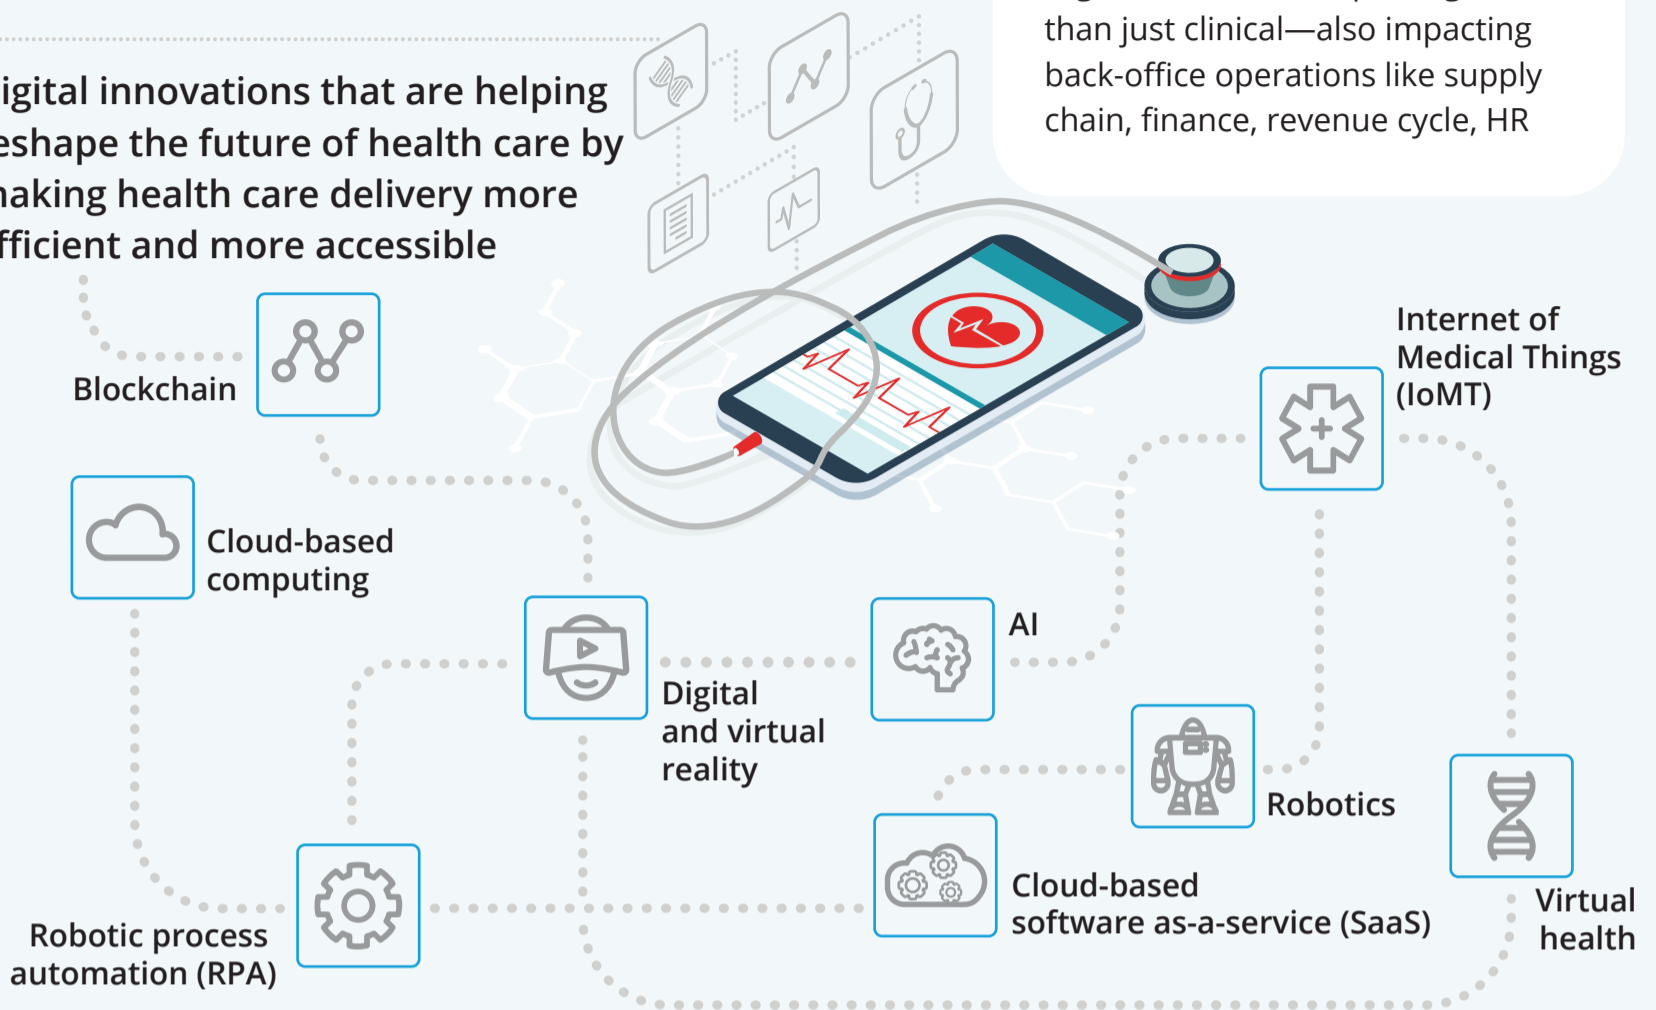 than just clinical—also impacting
back-office operations like supply
chain, finance, revenue cycle, HR
igital innovations that are helping
eshape the future of health care by
naking health care delivery more
fficient and more accessible
Blockchain
Internet of
Medical Things
(IoMT)
Cloud-based
computing
AI
Digital
and virtual
reality
Robotics
Cloud-based
software as-a-service (SaaS)
Virtual
health
Robotic process
automation (RPA)